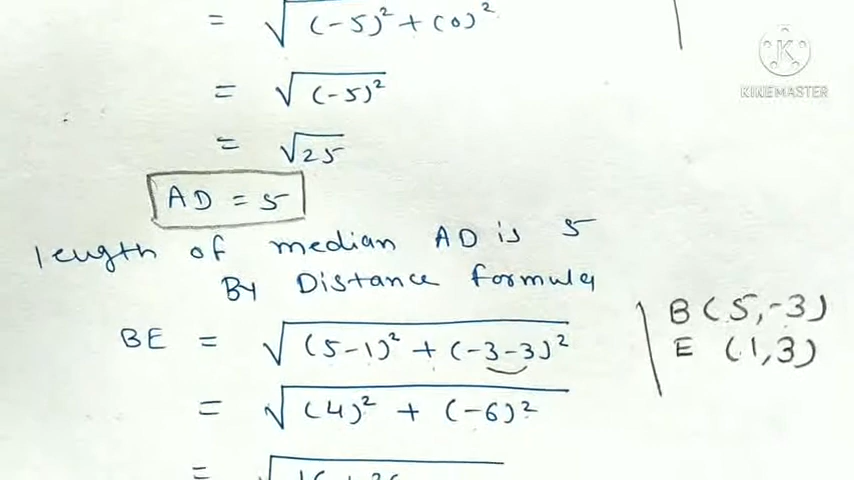 = √(-5)² + (0)²
= √(-5)²
= √25
AD = 5
length of median AD is 5
By Distance formula
BE = √(5-1)² + (-3-3)²
= √(4)² + (-6)²
=
B (5,-3)
E (1,3)
K
KINEMASTER